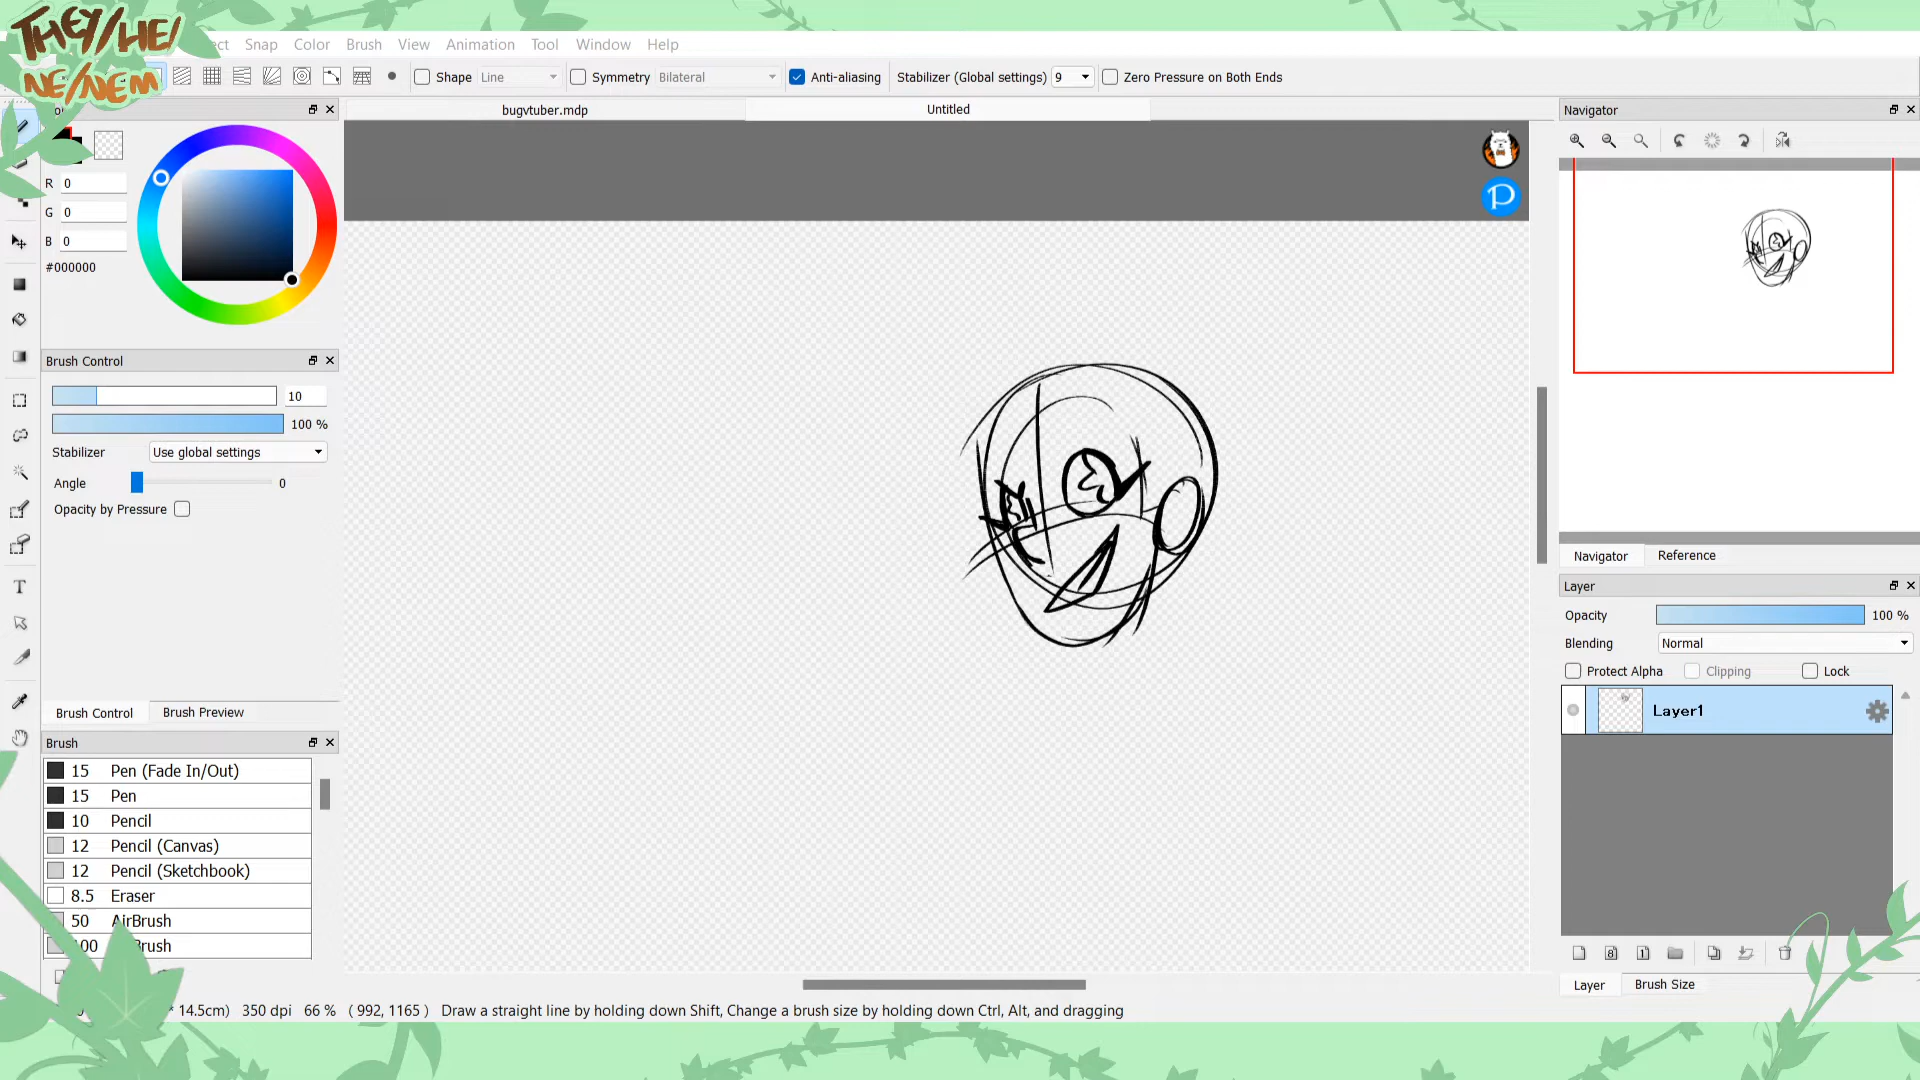 THEY/HE/
NE/NEM
ect Snap Color Brush View Animation Tool Window Help
Shape Line Symmetry Bilateral Anti-aliasing Stabilizer (Global settings) 9 Zero Pressure on Both Ends
bugvtuber.mdp Untitled
Navigator
R 0
G 0
B 0
#000000
Brush Control
10
100 %
Stabilizer Use global settings
Angle 0
Opacity by Pressure
Brush Control Brush Preview
Brush
15 Pen (Fade In/Out)
15 Pen
10 Pencil
12 Pencil (Canvas)
12 Pencil (Sketchbook)
8.5 Eraser
50 AirBrush
100 Brush
P
Navigator Reference
Layer
Opacity 100 %
Blending Normal
Protect Alpha Clipping Lock
Layer1
8 1
Layer Brush Size
* 14.5cm) 350 dpi 66 % ( 992, 1165 ) Draw a straight line by holding down Shift, Change a brush size by holding down Ctrl, Alt, and dragging